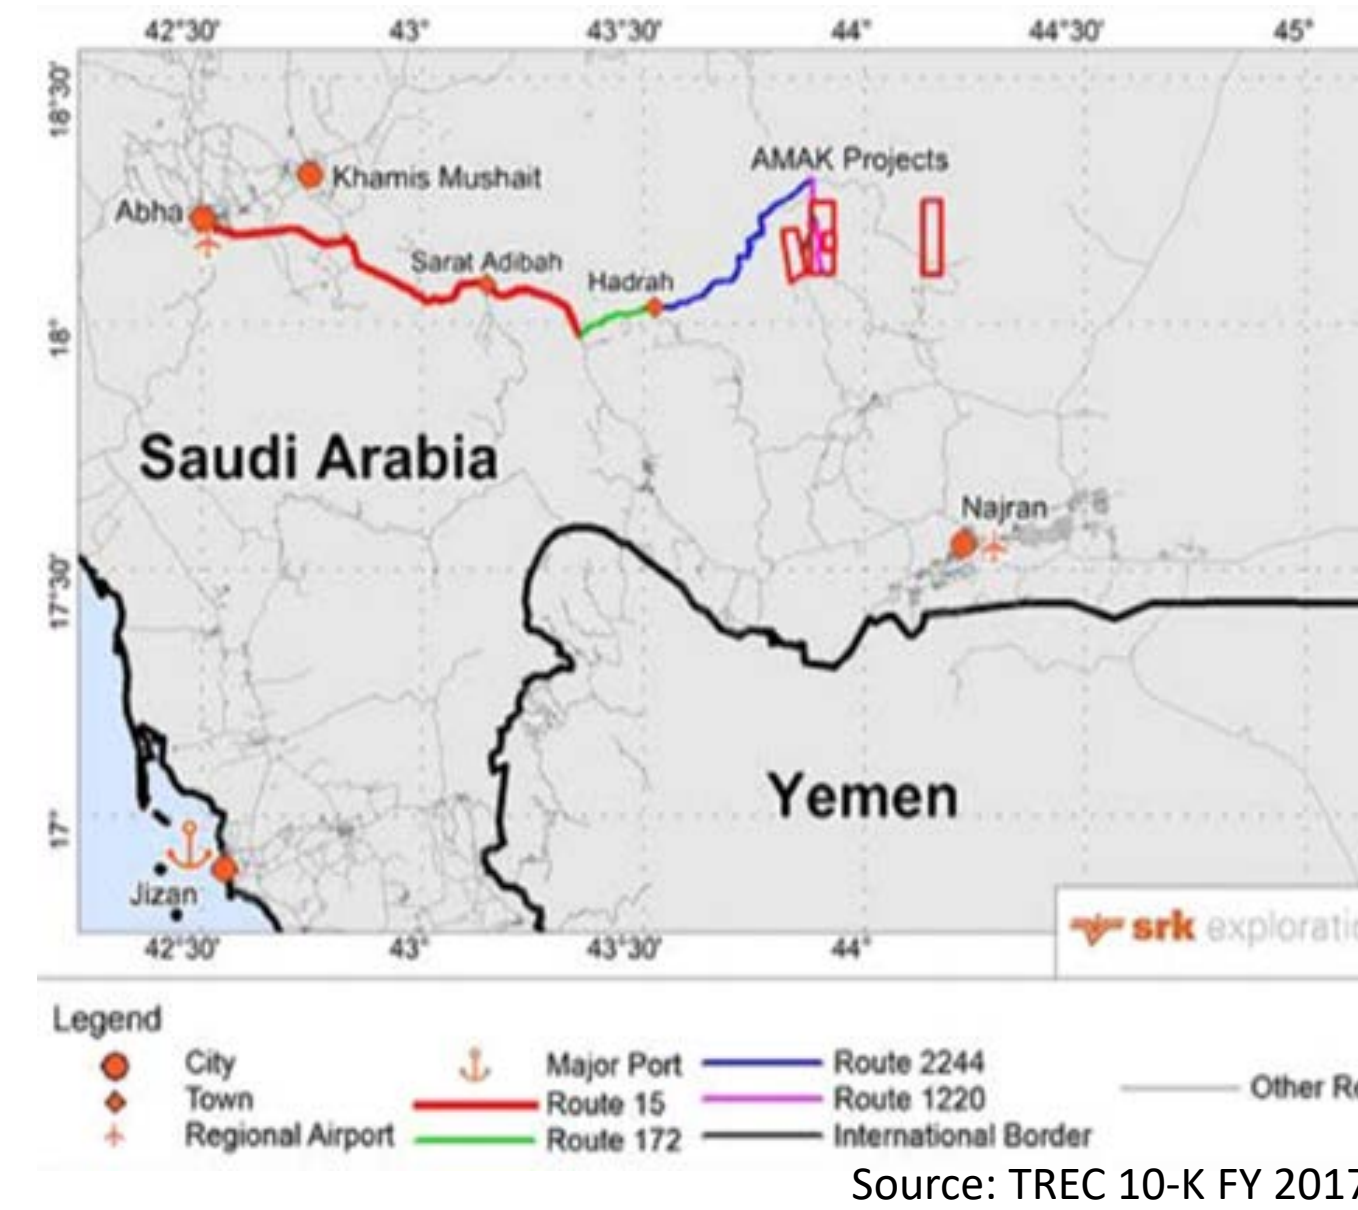 42°30' 43° 43°30' 44° 44°30' 45°
18°30'
AMAK Projects
Khamis Mushait
Abha
Sarat Adibah
Hadrah
18°
Saudi Arabia
Najran
17°30'
Yemen
17°
Jizan
srk exploratio
42°30' 43° 43°30' 44°
Legend
City Major Port Route 2244
Town Route 15 Route 1220 Other R
Regional Airport Route 172 International Border
Source: TREC 10-K FY 2017